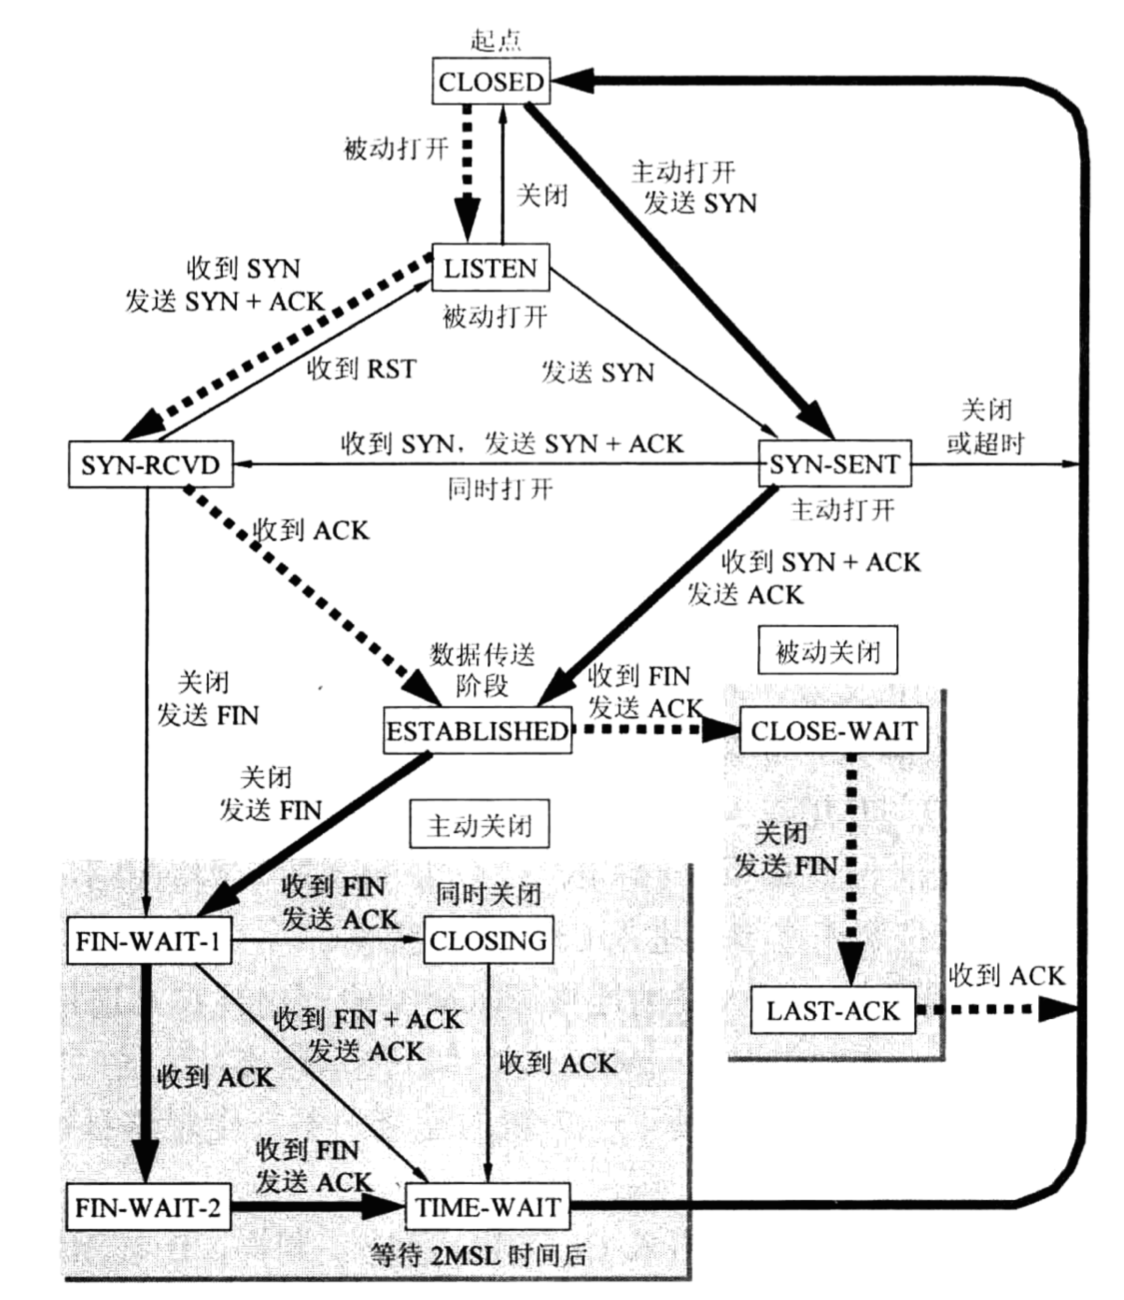 起点
CLOSED
被动打开
主动打开
发送 SYN
关闭
收到 SYN
发送 SYN + ACK
LISTEN
被动打开
收到 RST
发送 SYN
关闭
或超时
收到 SYN，发送 SYN + ACK
SYN-RCVD
SYN-SENT
同时打开
主动打开
收到 ACK
收到 SYN + ACK
发送 ACK
数据传送
阶段
被动关闭
关闭
发送 FIN
收到 FIN
发送 ACK
ESTABLISHED
CLOSE-WAIT
关闭
发送 FIN
主动关闭
关闭
发送 FIN
收到 FIN
发送 ACK
同时关闭
FIN-WAIT-1
CLOSING
收到 ACK
LAST-ACK
收到 FIN + ACK
发送 ACK
收到 ACK
收到 ACK
收到 FIN
发送 ACK
FIN-WAIT-2
TIME-WAIT
等待 2MSL 时间后